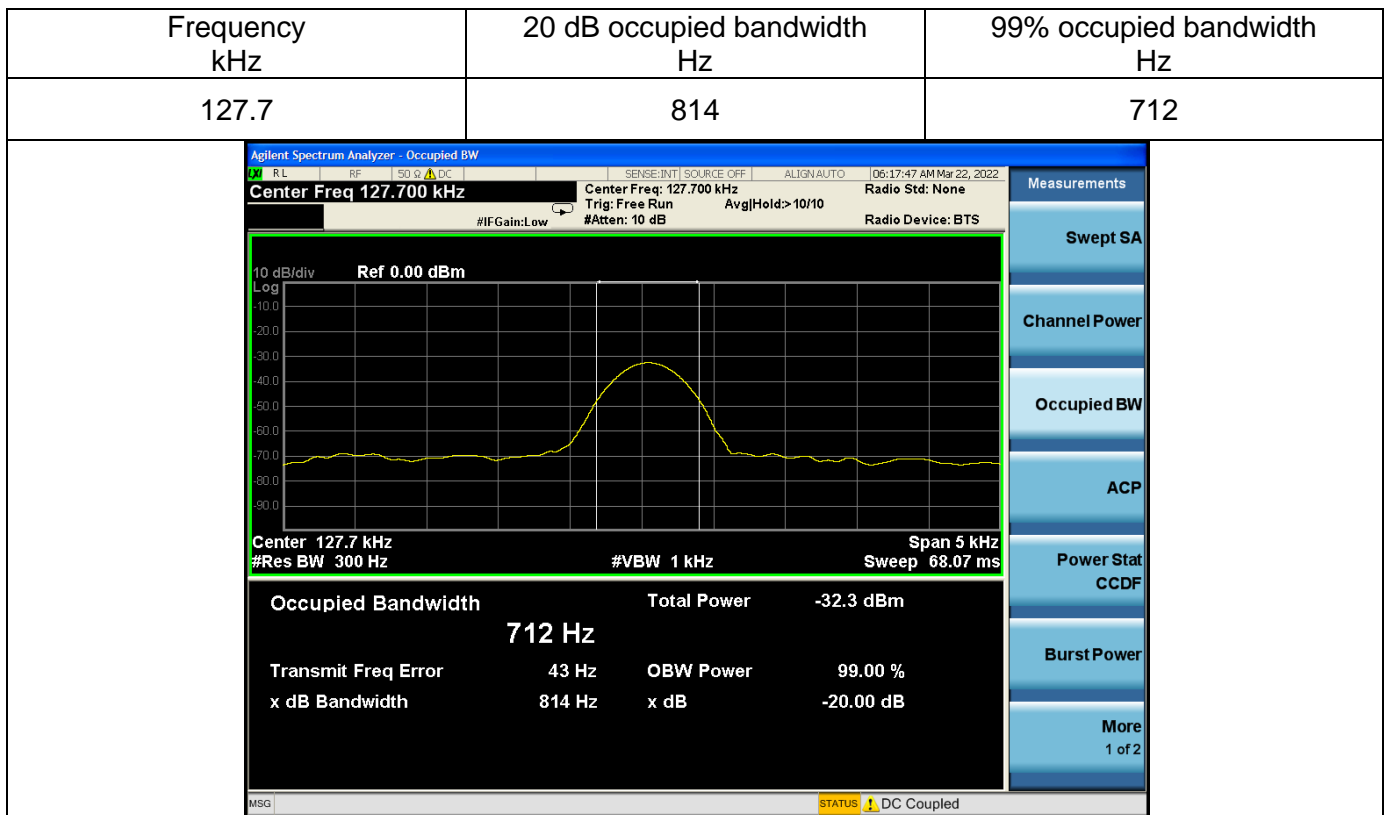 Frequency
kHz
20 dB occupied bandwidth
Hz
99% occupied bandwidth
Hz
127.7
814
712
Agilent Spectrum Analyzer - Occupied BW
LXI RL RF 50 Ω DC SENSE:INT SOURCE OFF ALIGN AUTO 06:17:47 AM Mar 22, 2022
Center Freq 127.700 kHz
Center Freq: 127.700 kHz
Radio Std: None
Trig: Free Run Avg|Hold:>10/10
#IFGain:Low
#Atten: 10 dB
Radio Device: BTS
10 dB/div Ref 0.00 dBm
Log
-10.0
-20.0
-30.0
-40.0
-50.0
-60.0
-70.0
-80.0
-90.0
Center 127.7 kHz Span 5 kHz
#Res BW 300 Hz #VBW 1 kHz Sweep 68.07 ms
Occupied Bandwidth Total Power -32.3 dBm
712 Hz
Transmit Freq Error 43 Hz OBW Power 99.00 %
x dB Bandwidth 814 Hz x dB -20.00 dB
Measurements
Swept SA
Channel Power
Occupied BW
ACP
Power Stat
CCDF
Burst Power
More
1 of 2
MSG STATUS DC Coupled